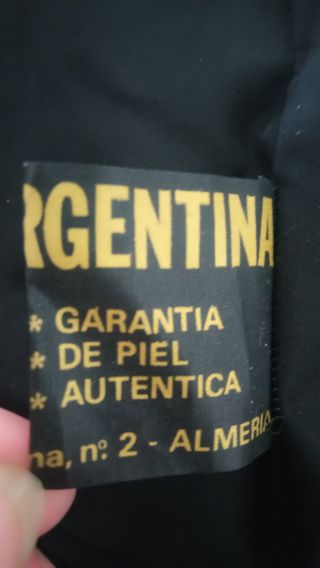 RGENTINA
* GARANTIA
* DE PIEL
* AUTENTICA
na, nº 2 - ALMERIA